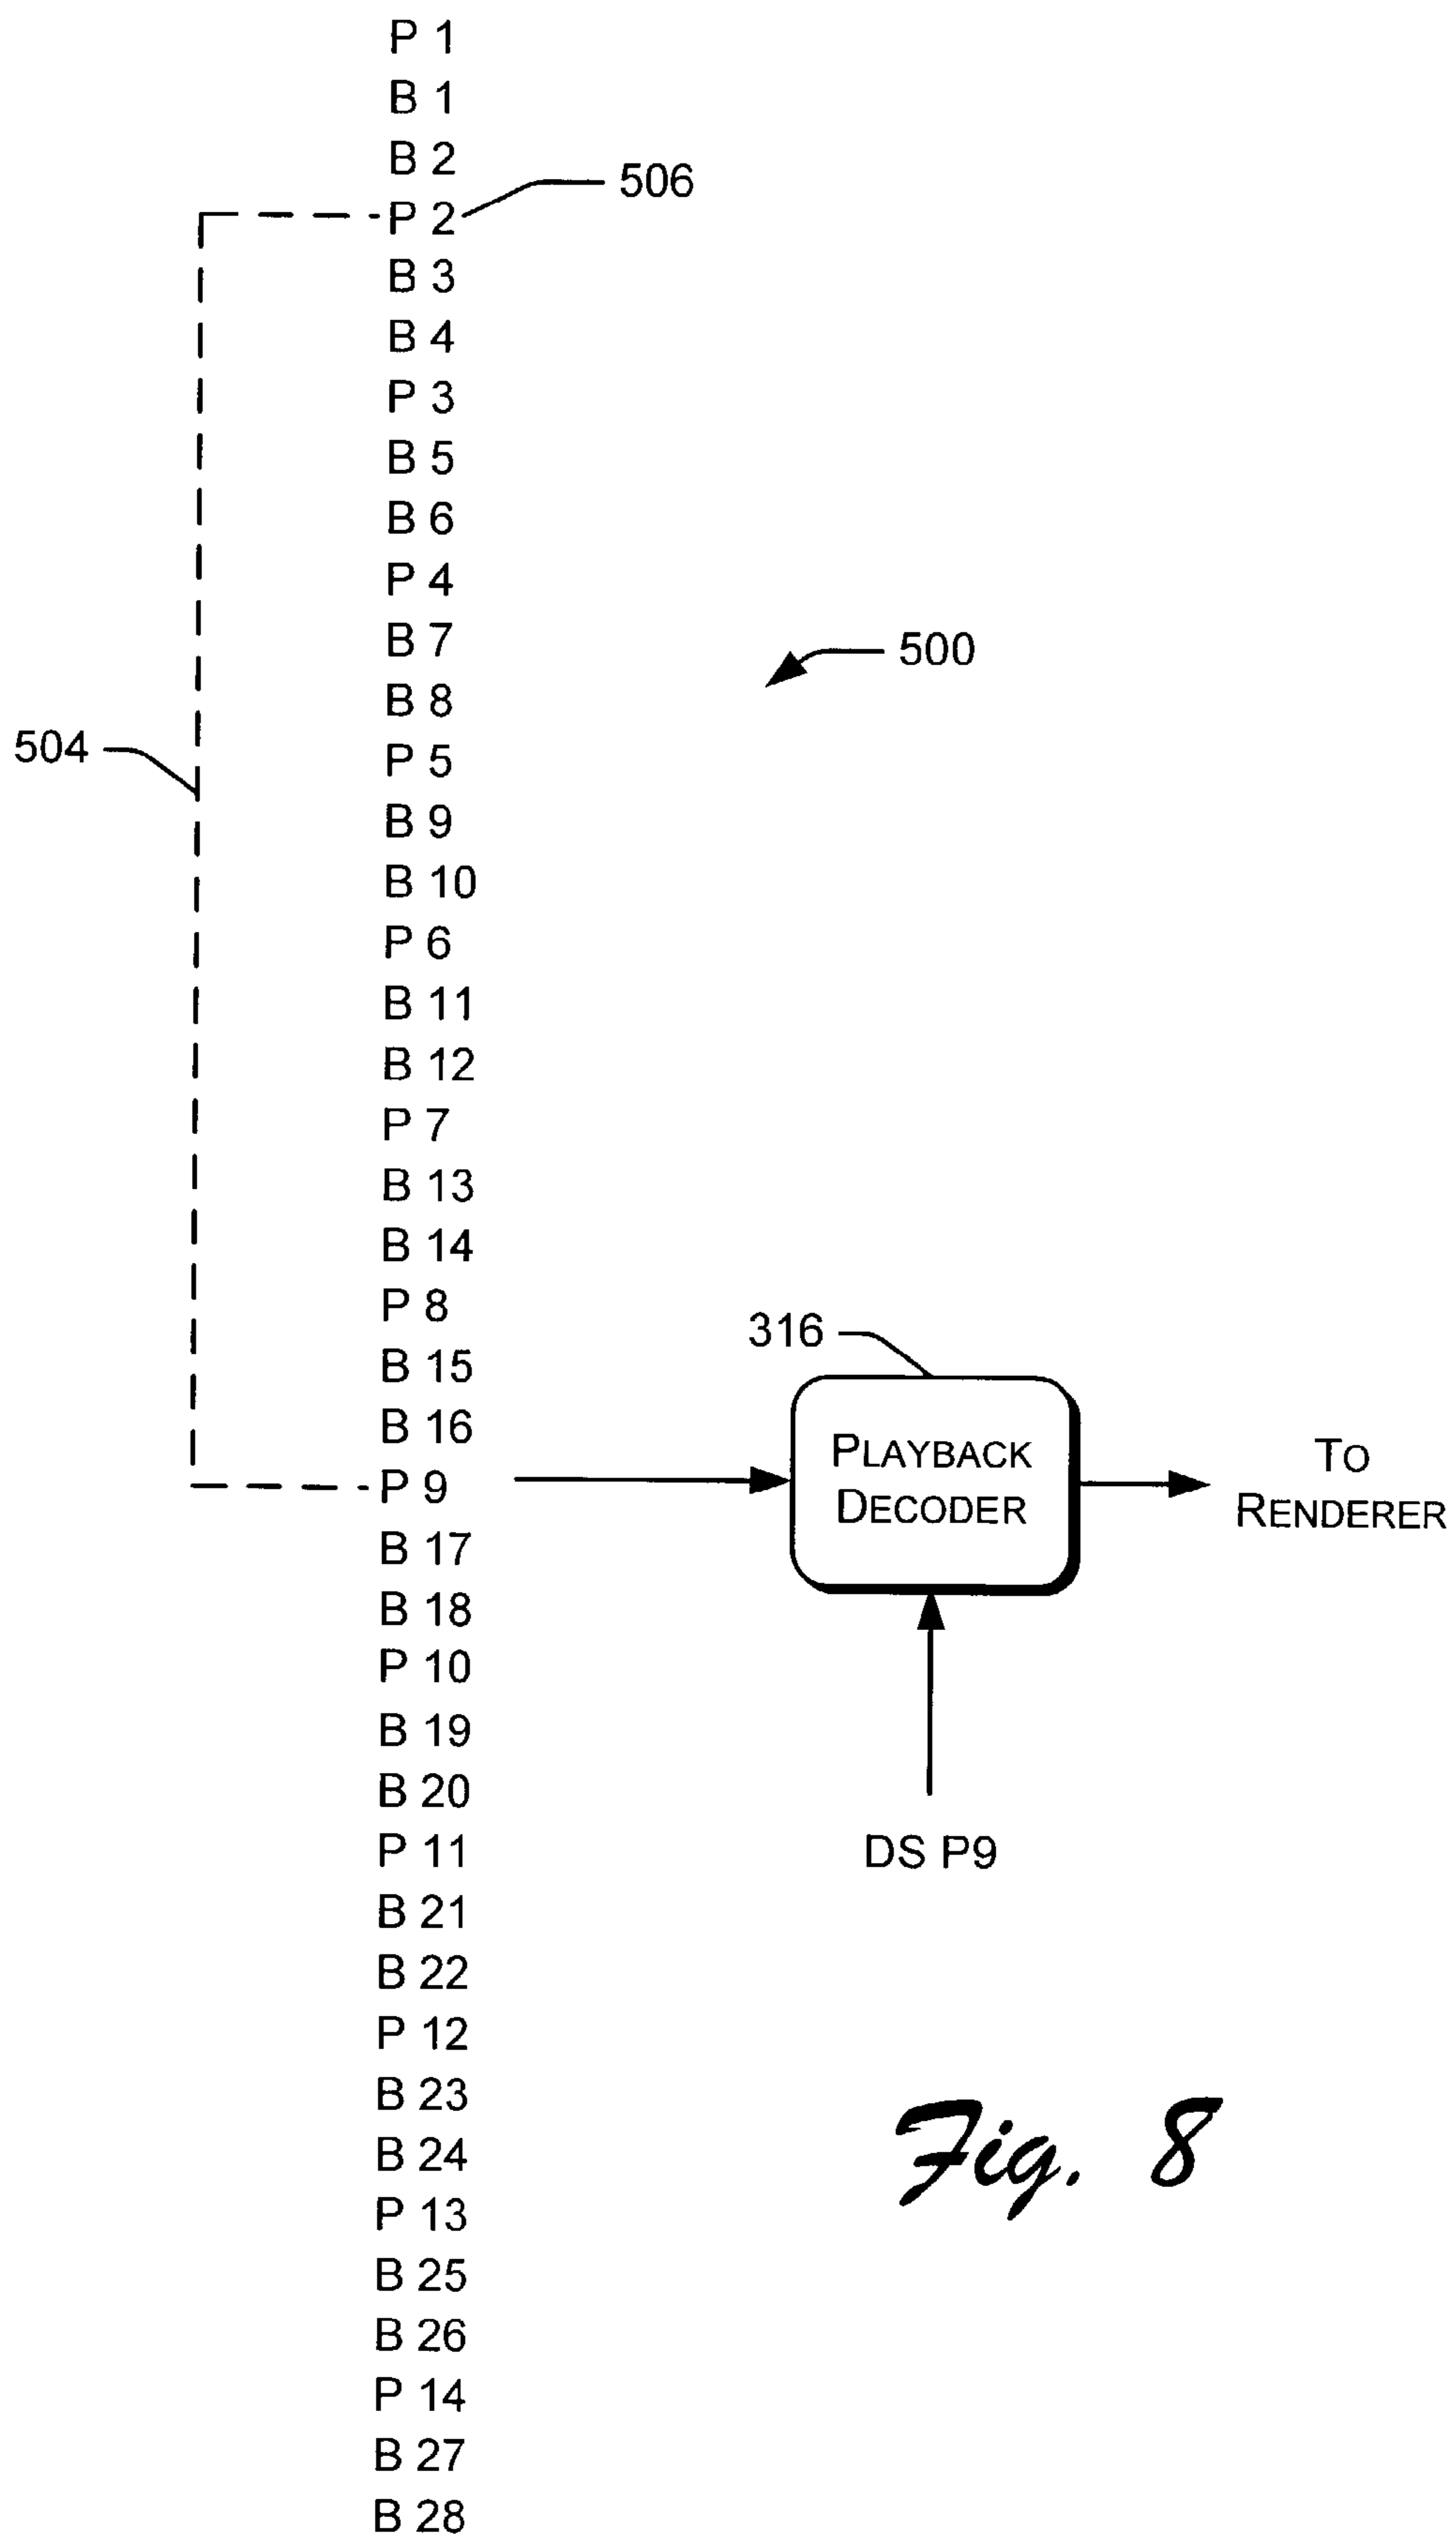 P 1
B 1
B 2
506
P 2
B 3
B 4
P 3
B 5
B 6
P 4
B 7
500
B 8
504
P 5
B 9
B 10
P 6
B 11
B 12
P 7
B 13
B 14
P 8
316
B 15
B 16
P 9
PLAYBACK
DECODER
TO
RENDERER
B 17
B 18
P 10
B 19
B 20
P 11
DS P9
B 21
B 22
P 12
B 23
B 24
Fig. 8
P 13
B 25
B 26
P 14
B 27
B 28